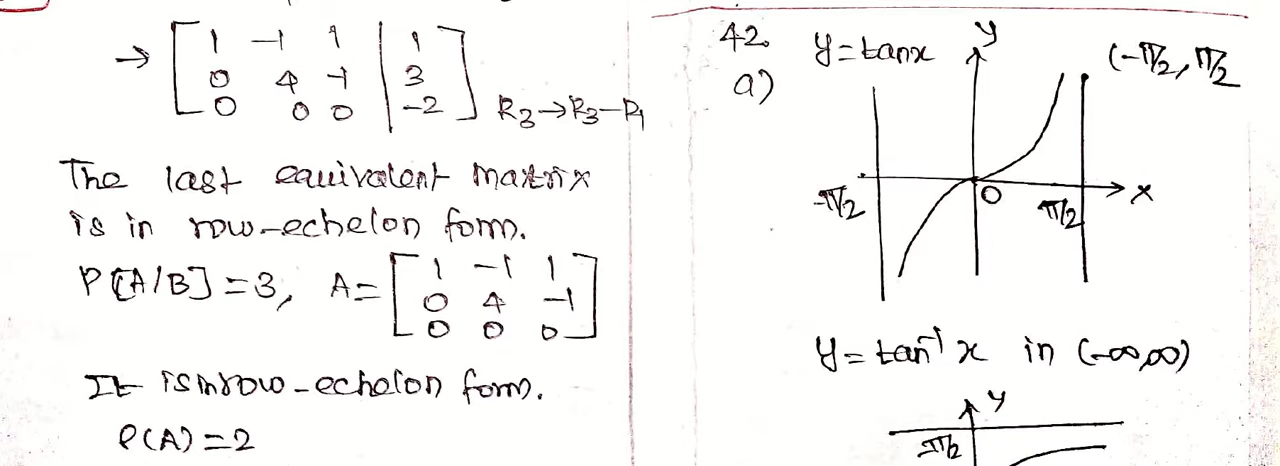 → [ 1 -1 1 | 1
0 4 -1 | 3
0 0 0 | -2 ] R3→R3-R1
The last equivalent matrix
is in row-echelon form.
ρ[A/B] = 3, A = [ 1 -1 1
0 4 -1
0 0 0 ]
It is in row-echelon form.
ρ(A) = 2
42.
a)
y = tanx
y
(-π/2, π/2
-π/2
0
π/2
x
y = tan⁻¹ x in (-∞,∞)
y
π/2